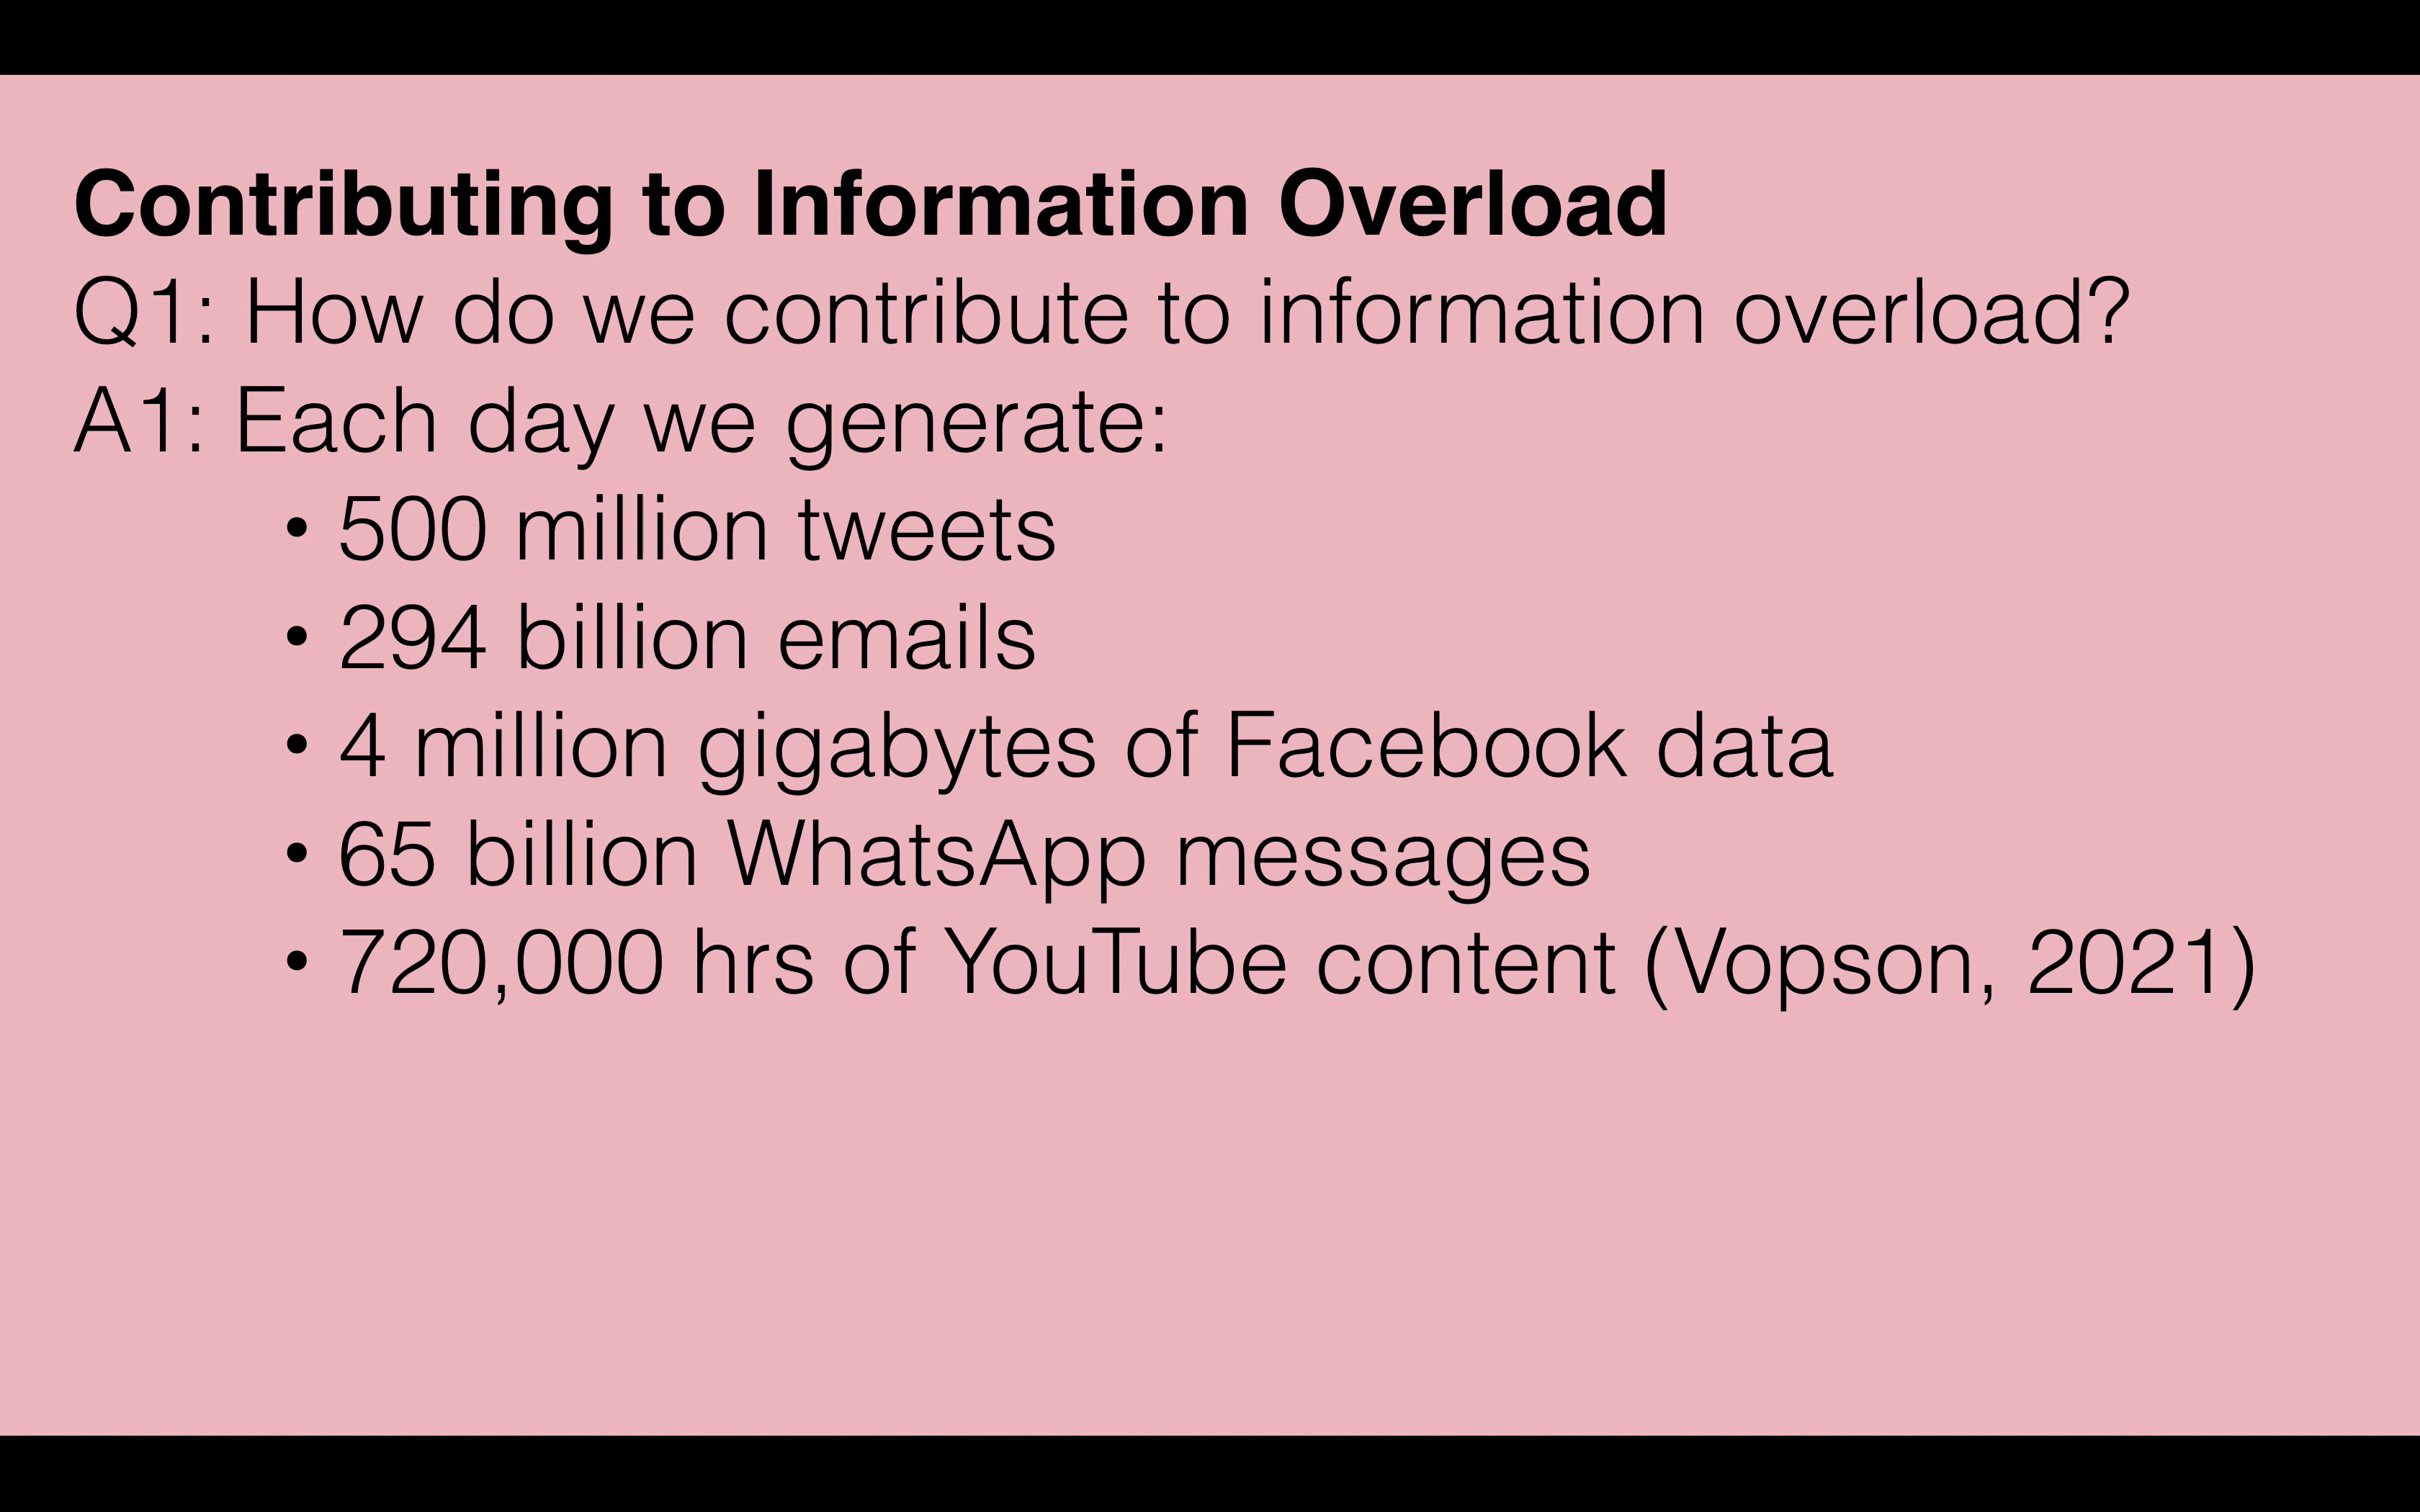 Contributing to Information Overload
Q1: How do we contribute to information overload?
A1: Each day we generate:
• 500 million tweets
• 294 billion emails
• 4 million gigabytes of Facebook data
• 65 billion WhatsApp messages
• 720,000 hrs of YouTube content (Vopson, 2021)